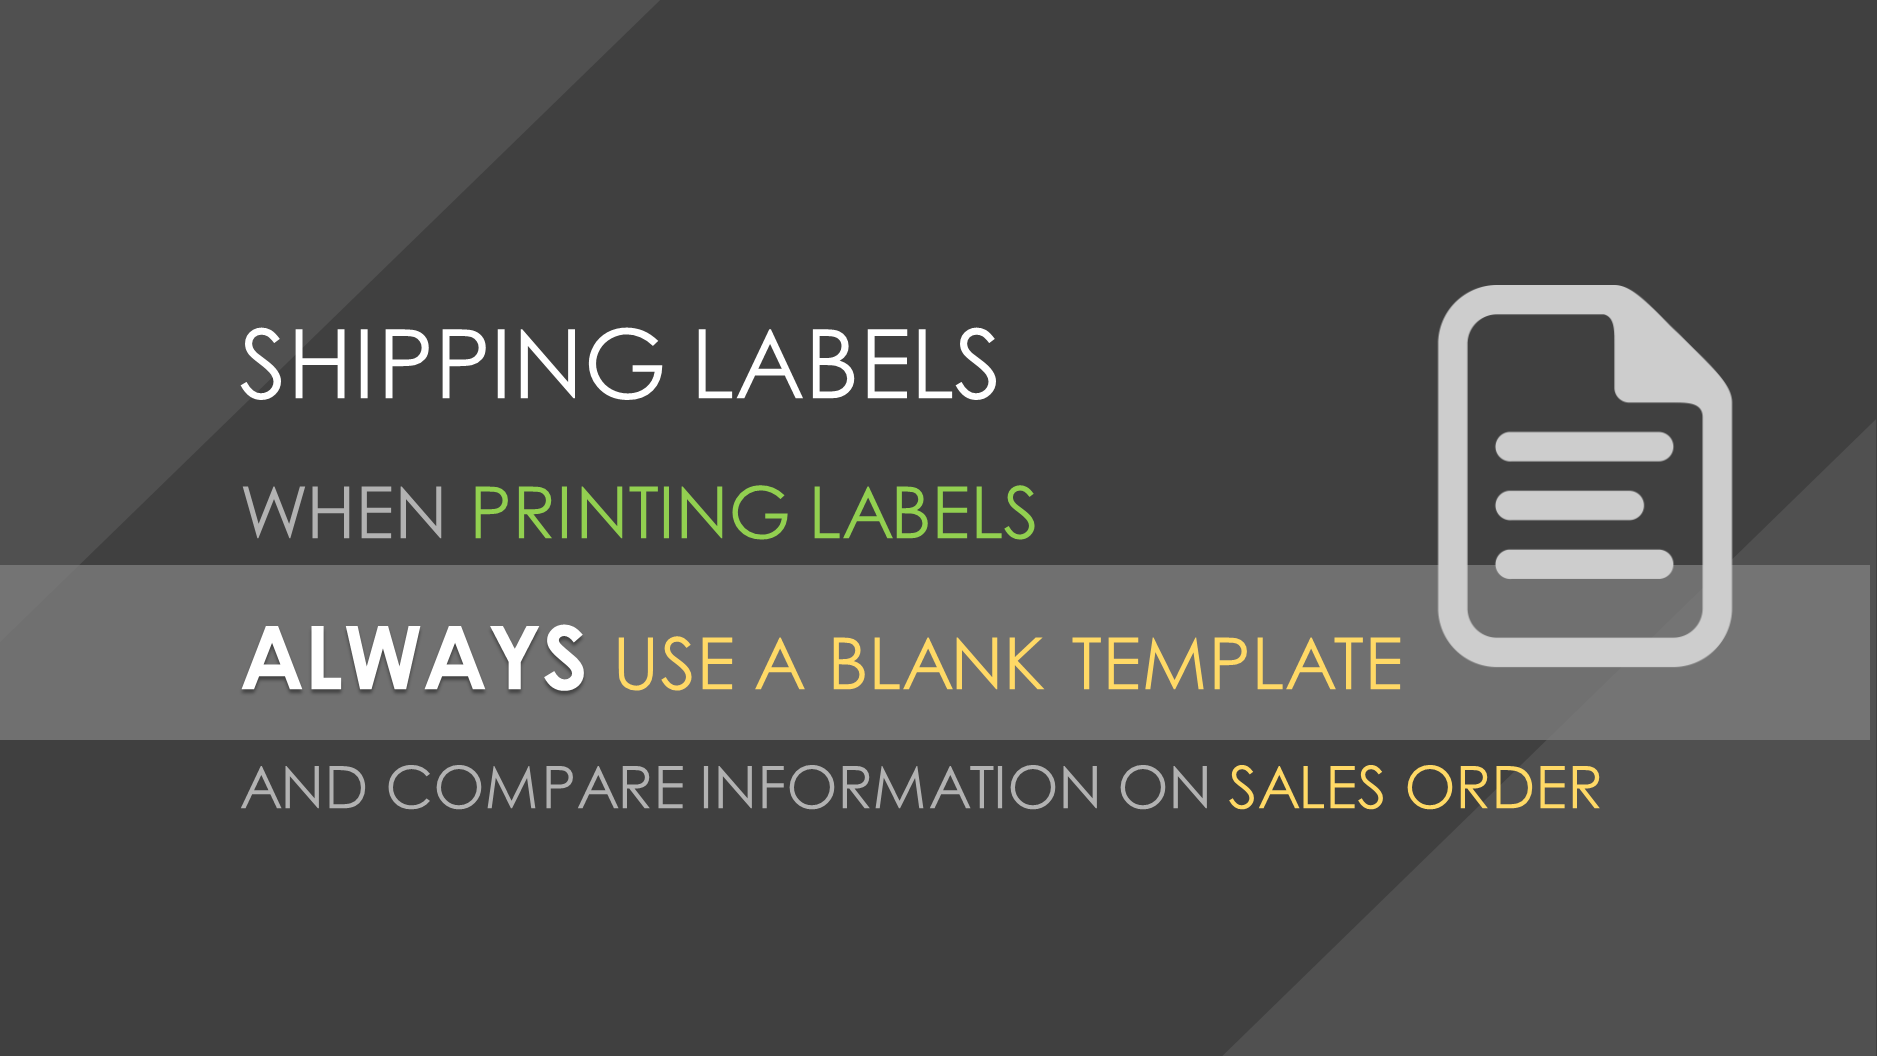 SHIPPING LABELS
WHEN PRINTING LABELS
ALWAYS USE A BLANK TEMPLATE
AND COMPARE INFORMATION ON SALES ORDER